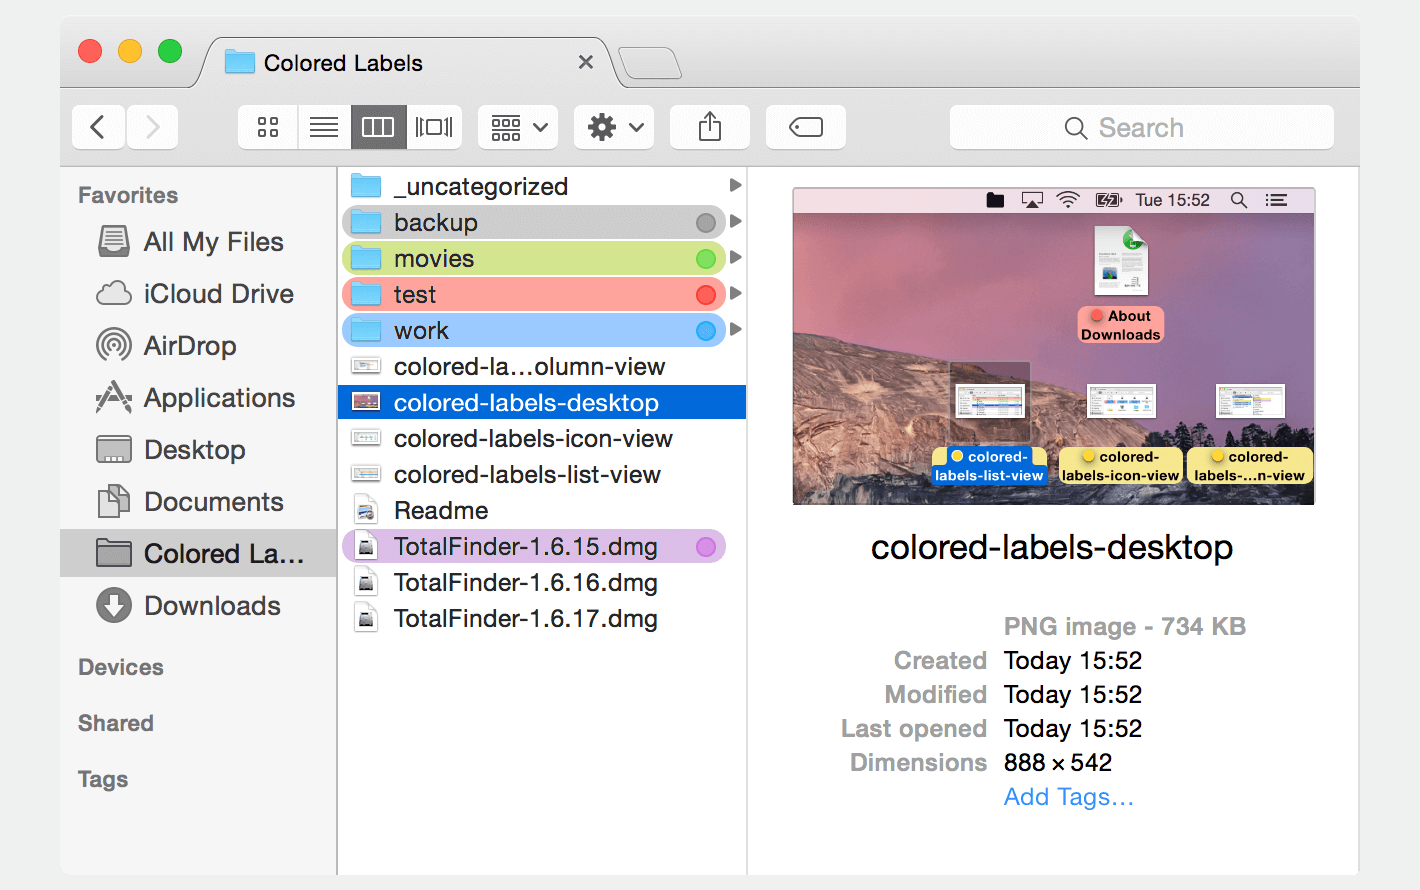 Colored Labels
Search
Favorites
All My Files
iCloud Drive
AirDrop
Applications
Desktop
Documents
Colored La...
Downloads
Devices
Shared
Tags
_uncategorized
backup
movies
test
work
colored-la...olumn-view
colored-labels-desktop
colored-labels-icon-view
colored-labels-list-view
Readme
TotalFinder-1.6.15.dmg
TotalFinder-1.6.16.dmg
TotalFinder-1.6.17.dmg
Tue 15:52
About
Downloads
colored-
labels-list-view
colored-
labels-icon-view
colored-
labels-...n-view
colored-labels-desktop
PNG image - 734 KB
Created Today 15:52
Modified Today 15:52
Last opened Today 15:52
Dimensions 888 × 542
Add Tags...